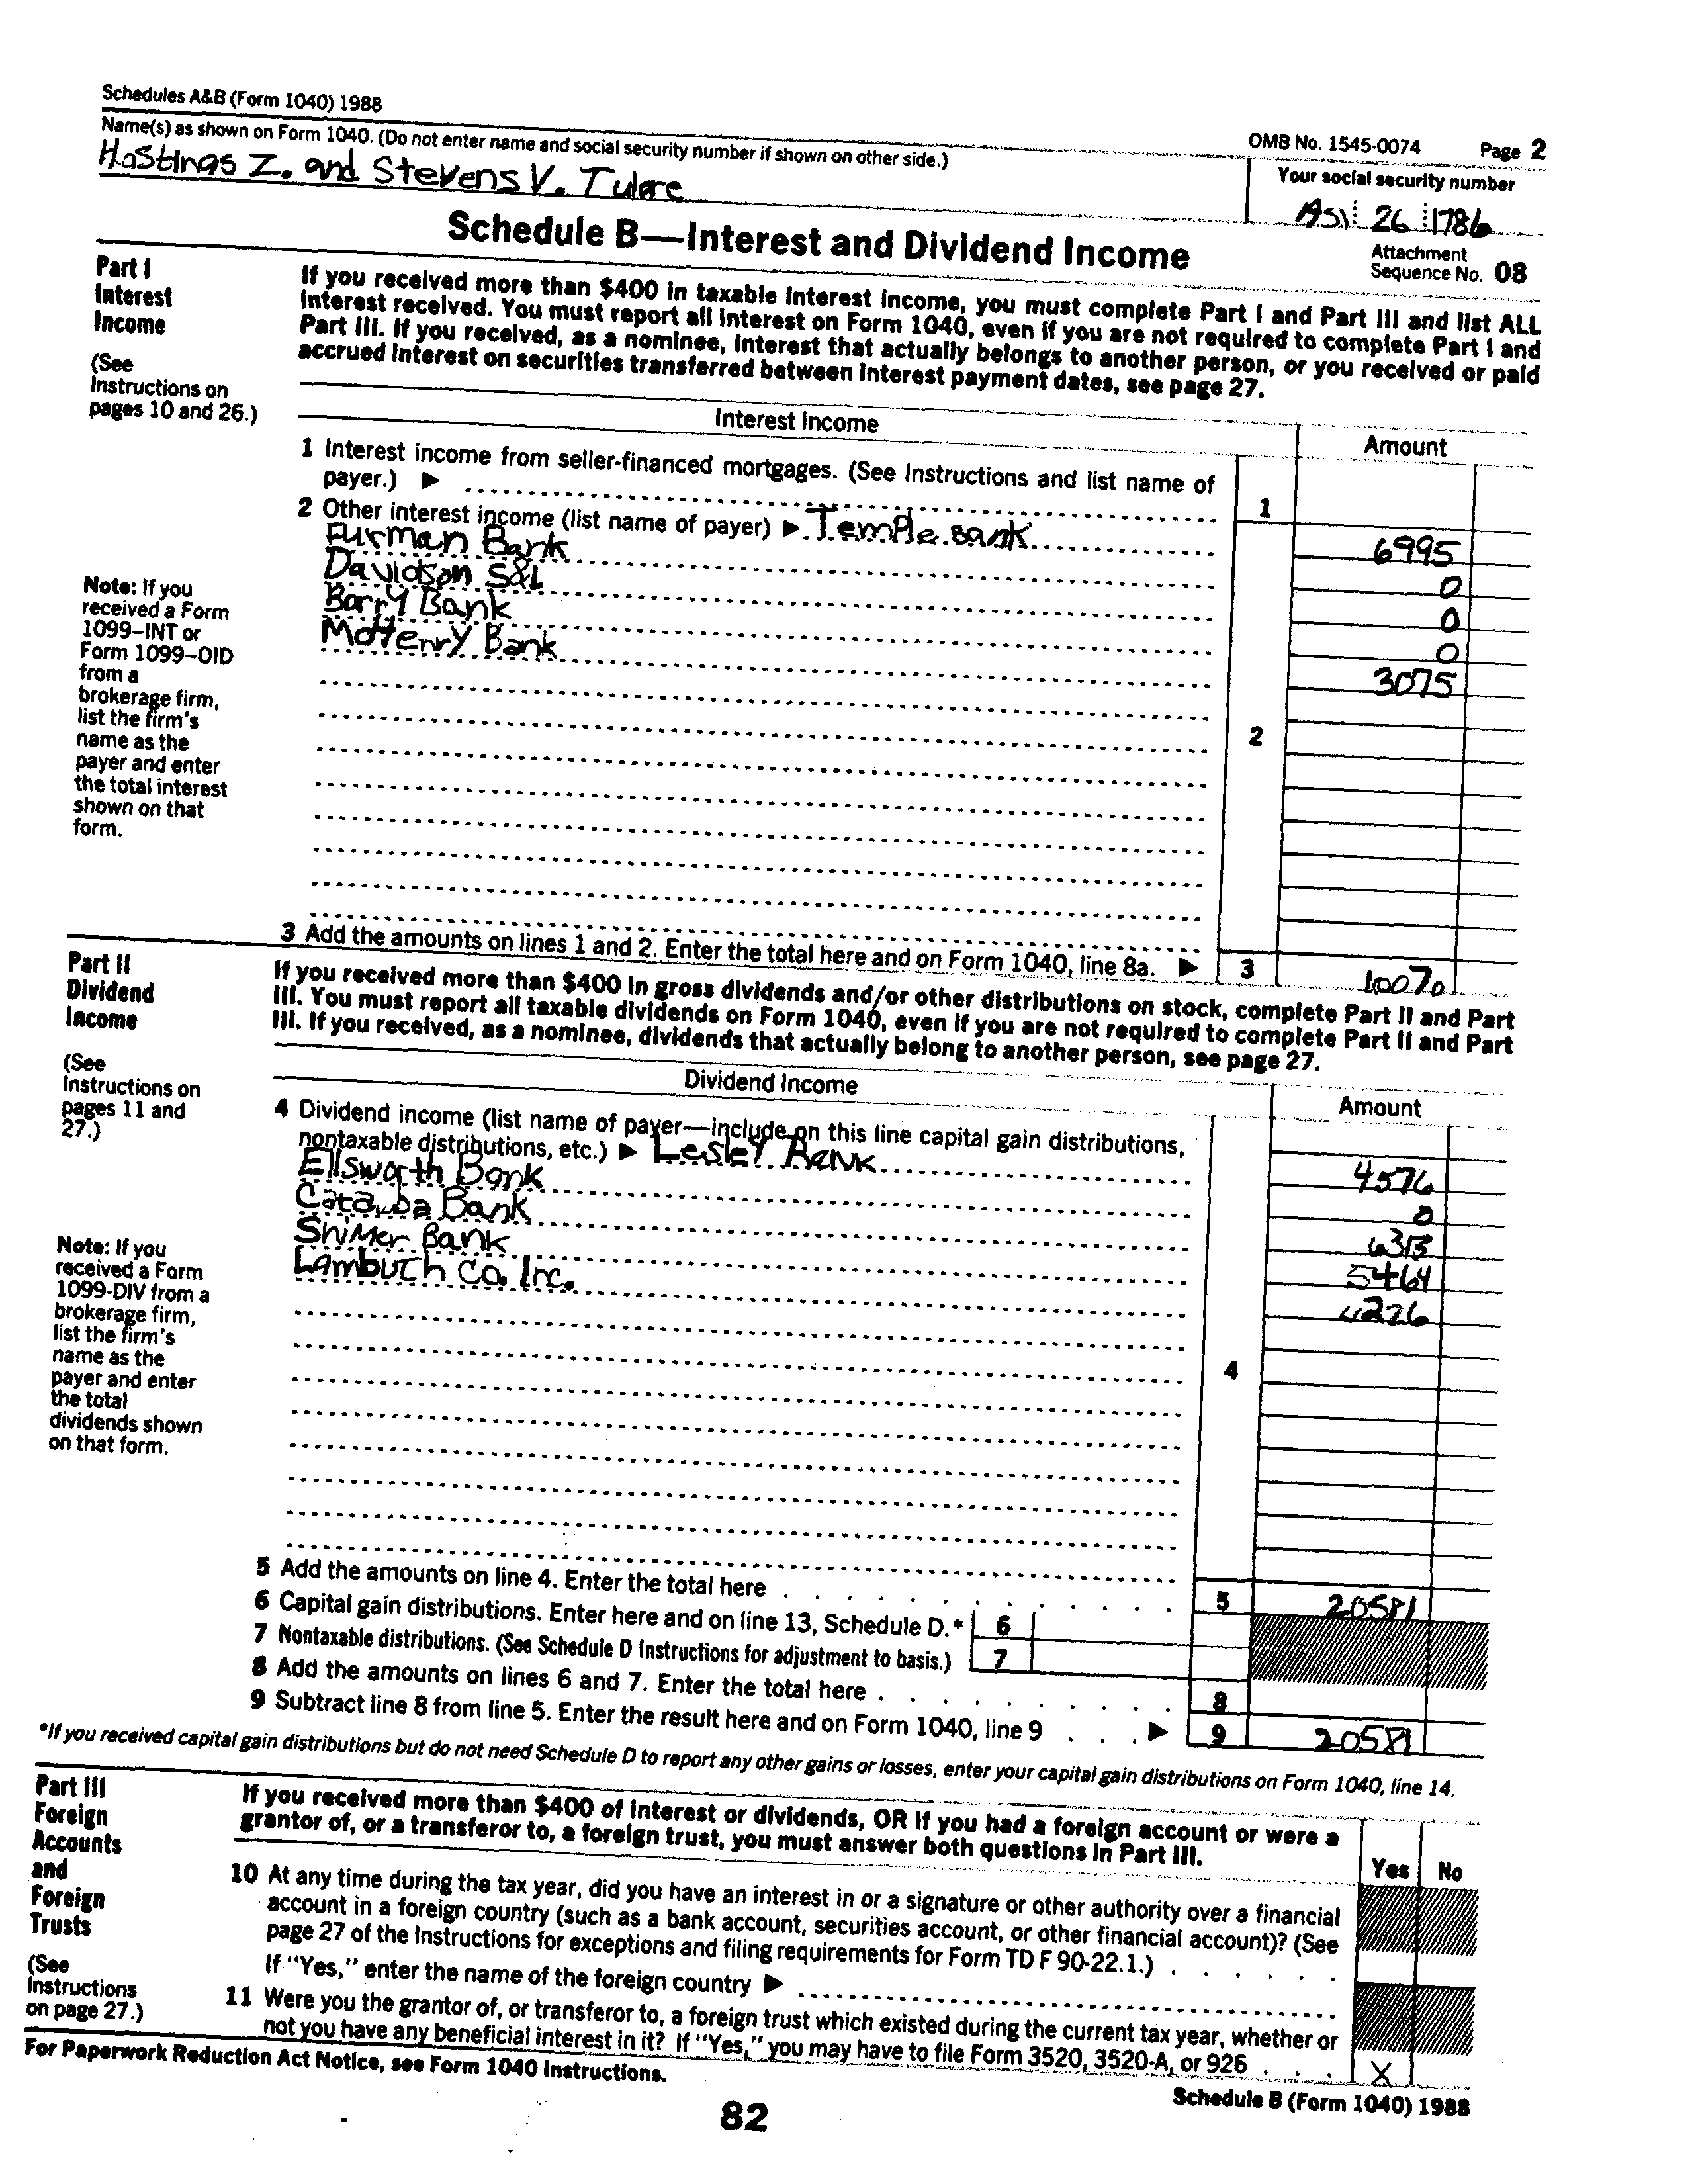 Schedules A&B (Form 1040) 1988
OMB No. 1545-0074 Page 2
Name(s) as shown on Form 1040. (Do not enter name and social security number if shown on other side.)
Your social security number
Hastings Z. and Stevens V. Tulare
26 1786
Schedule B—Interest and Dividend Income
Attachment
Sequence No. 08
Part I
Interest
Income
(See
Instructions on
pages 10 and 26.)
If you received more than $400 in taxable interest income, you must complete Part I and Part III and list ALL
interest received. You must report all interest on Form 1040, even if you are not required to complete Part I and
Part III. If you received, as a nominee, interest that actually belongs to another person, or you received or paid
accrued interest on securities transferred between interest payment dates, see page 27.
Interest Income
Amount
1 Interest income from seller-financed mortgages. (See Instructions and list name of
payer.) ▶
1
2 Other interest income (list name of payer) ▶ Temple Bank
6995
Furman Bank
0
Davidson S&L
0
Barry Bank
0
McHenry Bank
3075
2
Note: If you
received a Form
1099–INT or
Form 1099–OID
from a
brokerage firm,
list the firm's
name as the
payer and enter
the total interest
shown on that
form.
3 Add the amounts on lines 1 and 2. Enter the total here and on Form 1040, line 8a. ▶ 3 10070
Part II
Dividend
Income
(See
Instructions on
pages 11 and
27.)
If you received more than $400 in gross dividends and/or other distributions on stock, complete Part II and Part
III. You must report all taxable dividends on Form 1040, even if you are not required to complete Part II and Part
III. If you received, as a nominee, dividends that actually belong to another person, see page 27.
Dividend Income
Amount
4 Dividend income (list name of payer—include on this line capital gain distributions,
nontaxable distributions, etc.) ▶ Lesley Bank
4576
Ellsworth Bank
0
Catawba Bank
6313
Shimer Bank
5464
Lambuth Co. Inc.
4226
4
Note: If you
received a Form
1099-DIV from a
brokerage firm,
list the firm's
name as the
payer and enter
the total
dividends shown
on that form.
5 Add the amounts on line 4. Enter the total here 5 20581
6 Capital gain distributions. Enter here and on line 13, Schedule D.* 6
7 Nontaxable distributions. (See Schedule D Instructions for adjustment to basis.) 7
8 Add the amounts on lines 6 and 7. Enter the total here 8
9 Subtract line 8 from line 5. Enter the result here and on Form 1040, line 9 ▶ 9 20581
*If you received capital gain distributions but do not need Schedule D to report any other gains or losses, enter your capital gain distributions on Form 1040, line 14.
Part III
Foreign
Accounts
and
Foreign
Trusts
(See
Instructions
on page 27.)
If you received more than $400 of interest or dividends, OR if you had a foreign account or were a
grantor of, or a transferor to, a foreign trust, you must answer both questions in Part III.
Yes No
10 At any time during the tax year, did you have an interest in or a signature or other authority over a financial
account in a foreign country (such as a bank account, securities account, or other financial account)? (See
page 27 of the Instructions for exceptions and filing requirements for Form TD F 90-22.1.)
If "Yes," enter the name of the foreign country ▶
11 Were you the grantor of, or transferor to, a foreign trust which existed during the current tax year, whether or
not you have any beneficial interest in it? If "Yes," you may have to file Form 3520, 3520-A, or 926 X
For Paperwork Reduction Act Notice, see Form 1040 Instructions.
Schedule B (Form 1040) 1988
82